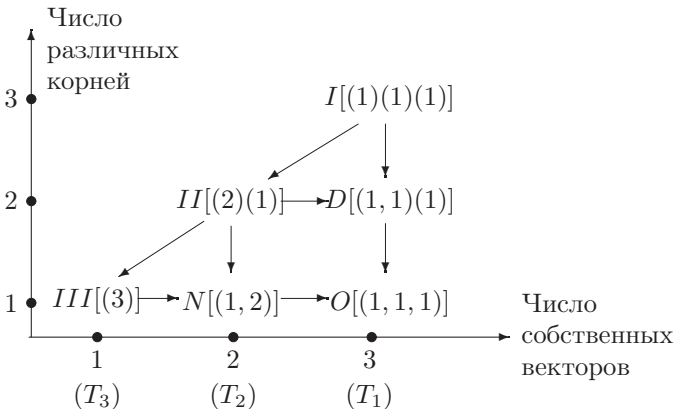 Число
различных
корней
3
I[(1)(1)(1)]
2
II[(2)(1)]
D[(1, 1)(1)]
1
III[(3)]
N[(1, 2)]
O[(1, 1, 1)]
Число
собственных
векторов
1
2
3
(T₃)
(T₂)
(T₁)